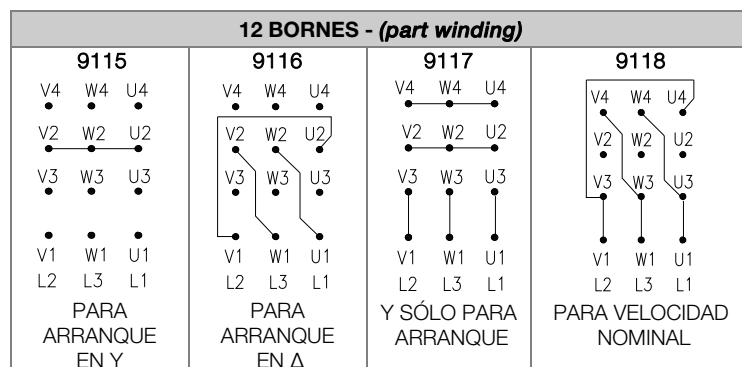 12 BORNES - (part winding)
9115 9116 9117 9118
V4 W4 U4 V4 W4 U4 V4 W4 U4 V4 W4 U4
V2 W2 U2 V2 W2 U2 V2 W2 U2 V2 W2 U2
V3 W3 U3 V3 W3 U3 V3 W3 U3 V3 W3 U3
V1 W1 U1 V1 W1 U1 V1 W1 U1 V1 W1 U1
L2 L3 L1 L2 L3 L1 L2 L3 L1 L2 L3 L1
PARA
ARRANQUE
EN Y
PARA
ARRANQUE
EN Δ
Y SÓLO PARA
ARRANQUE
PARA VELOCIDAD
NOMINAL